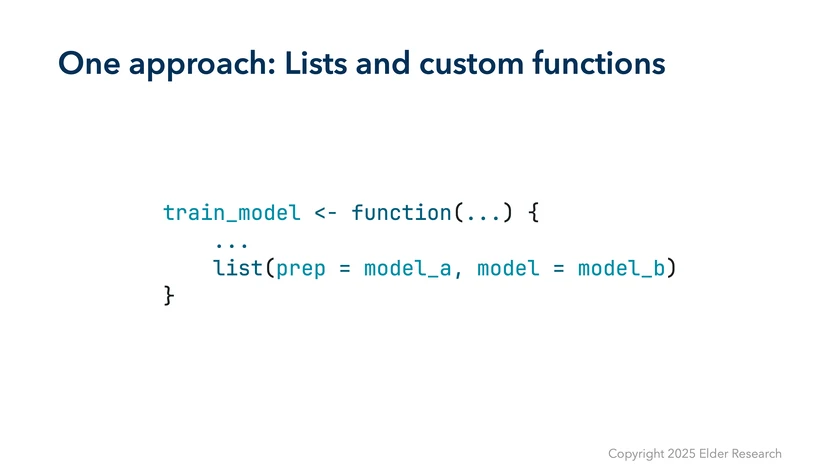 One approach: Lists and custom functions
train_model <- function(...) {
    ...
    list(prep = model_a, model = model_b)
}
Copyright 2025 Elder Research